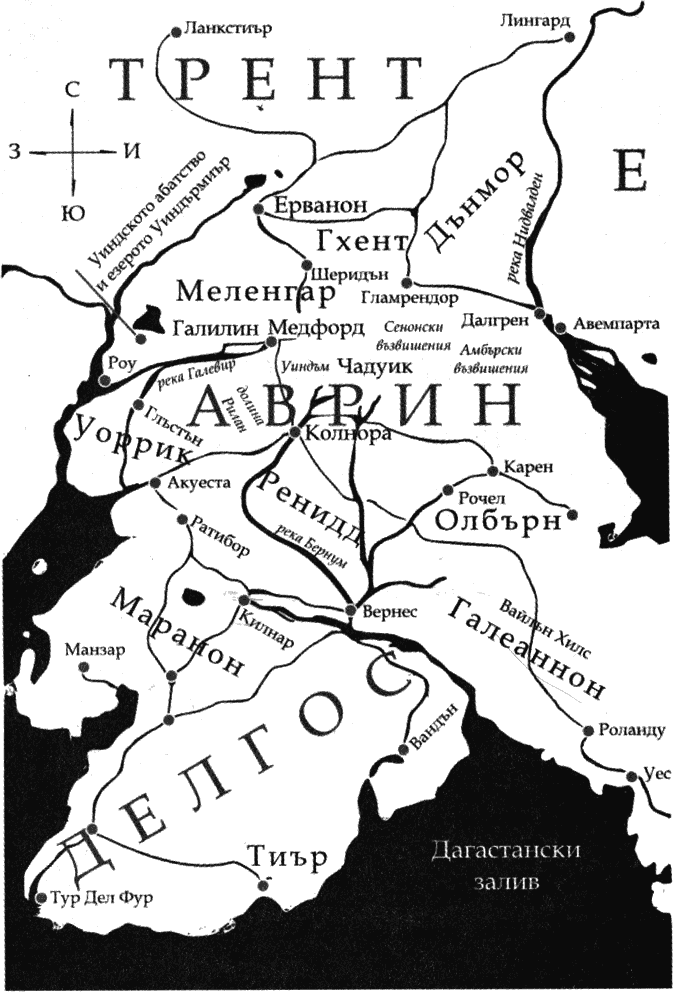 Ланкстиър
Лингард
ТРЕНТ
С
З
И
Ю
Е
Уиндското абатство
и езерото Уиндърмиър
Ерванон
Гхент
Дънмор
река Нидвалден
Шеридън
Меленгар
Гламрендор
Галилин
Медфорд
Сенонски
възвишения
Далгрен
Авемпарта
Амбърски
възвишения
Роу
река Галевир
Уиндъм
Чадуик
АВРИН
долина
Рилан
Глъстън
Уоррик
Колнора
Карен
Акуеста
Ренидд
Рочел
Олбърн
Ратибор
река Бернум
Маранон
Килнар
Вернес
Вайлън Хилс
Галеаннон
Манзар
ДЕЛГОС
Вандън
Роланду
Уес
Тиър
Дагастански
залив
Тур Дел Фур